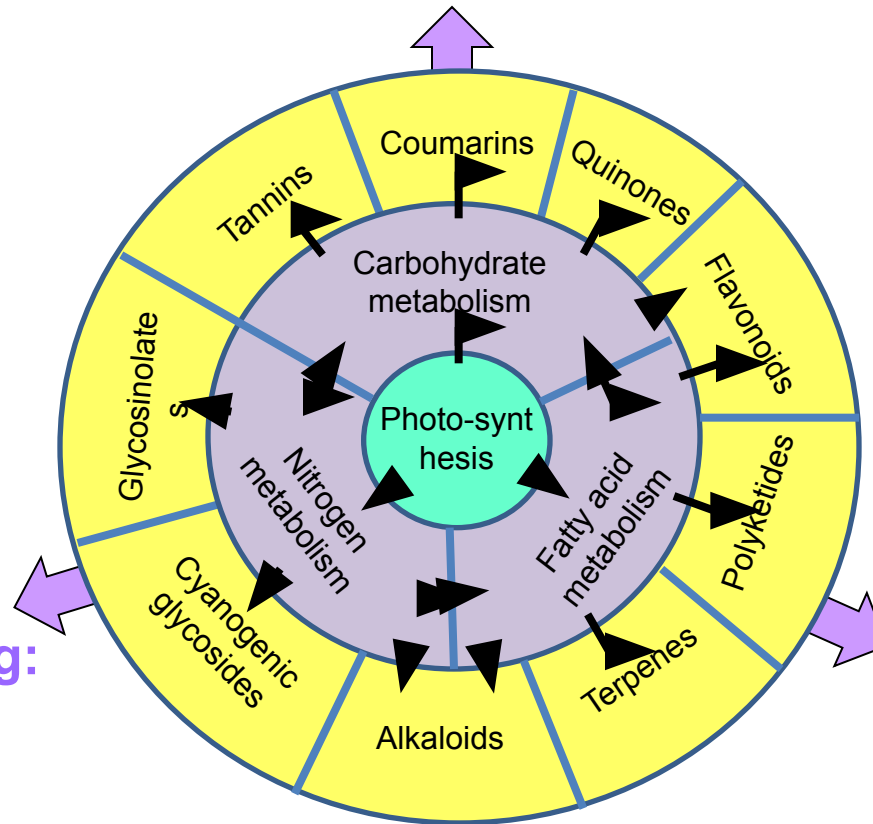 Coumarins
Quinones
Tannins
Flavonoids
Carbohydrate
metabolism
Glycosinolate
s
Photo-synt
hesis
Nitrogen
metabolism
Fatty acid
metabolism
Polyketides
Cyanogenic
glycosides
Terpenes
Alkaloids
g: